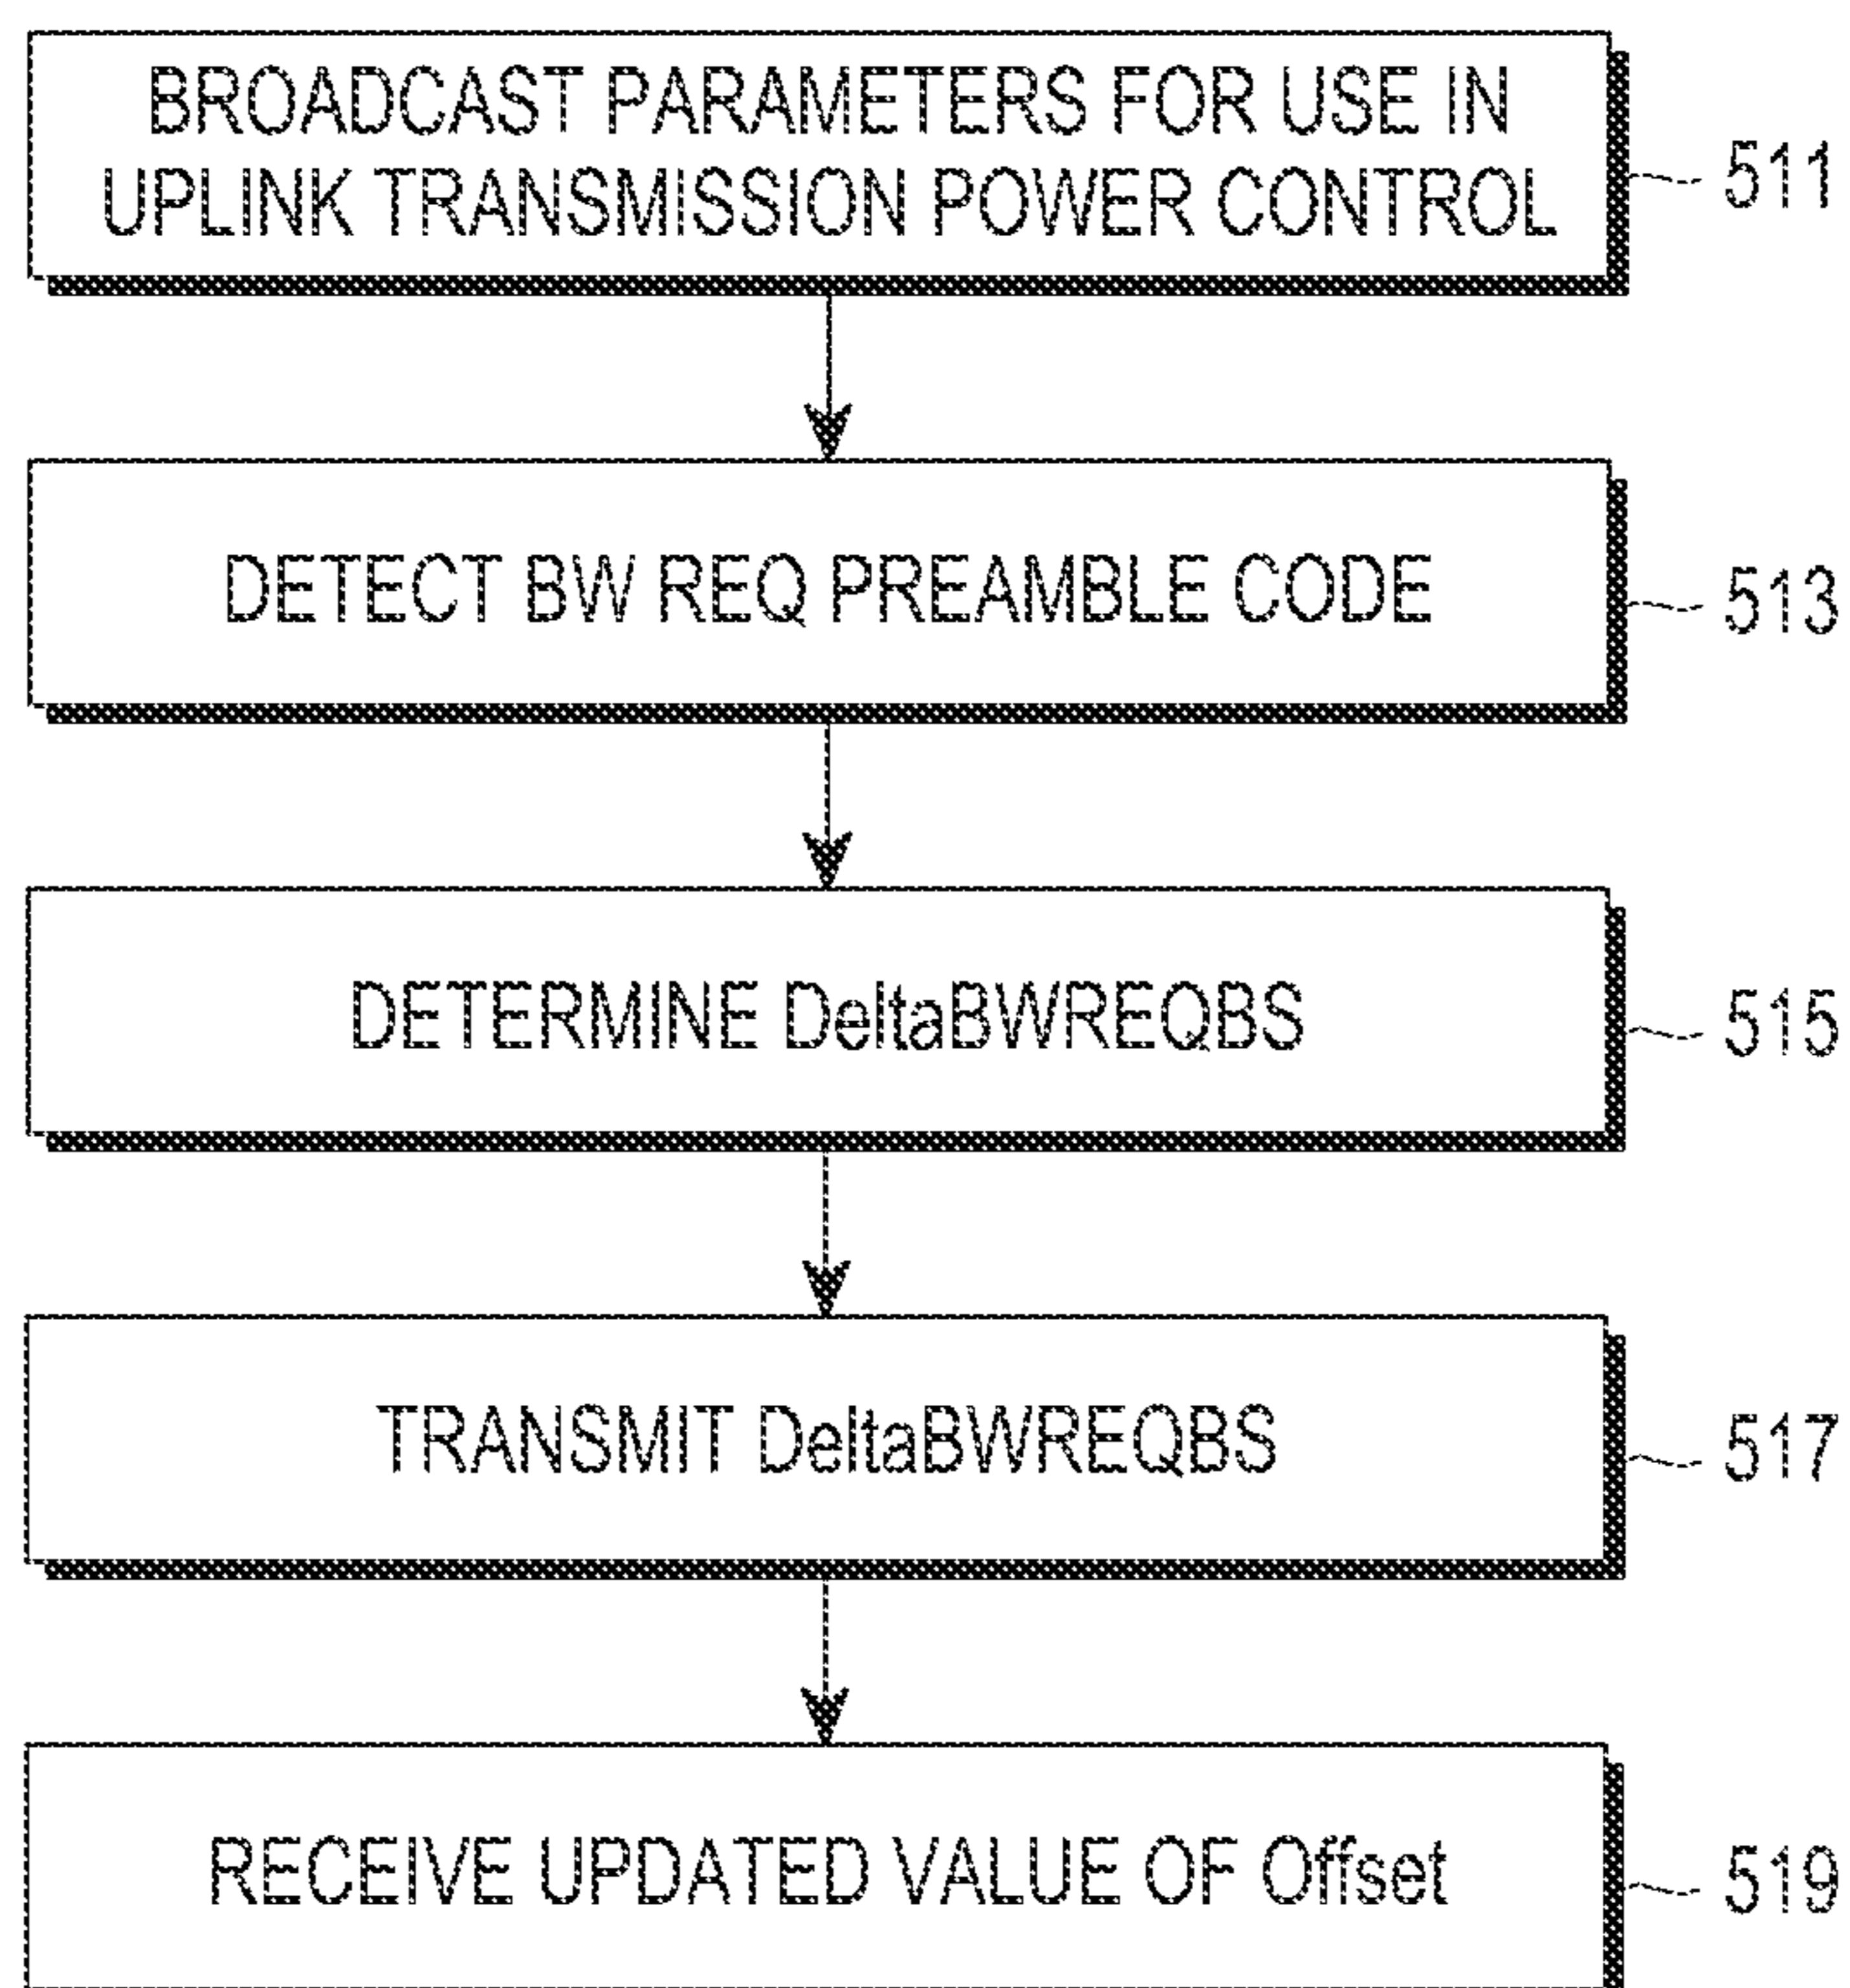 BROADCAST PARAMETERS FOR USE IN
UPLINK TRANSMISSION POWER CONTROL
511
DETECT BW REQ PREAMBLE CODE
513
DETERMINE DeltaBWREQBS
515
TRANSMIT DeltaBWREQBS
517
RECEIVE UPDATED VALUE OF Offset
519